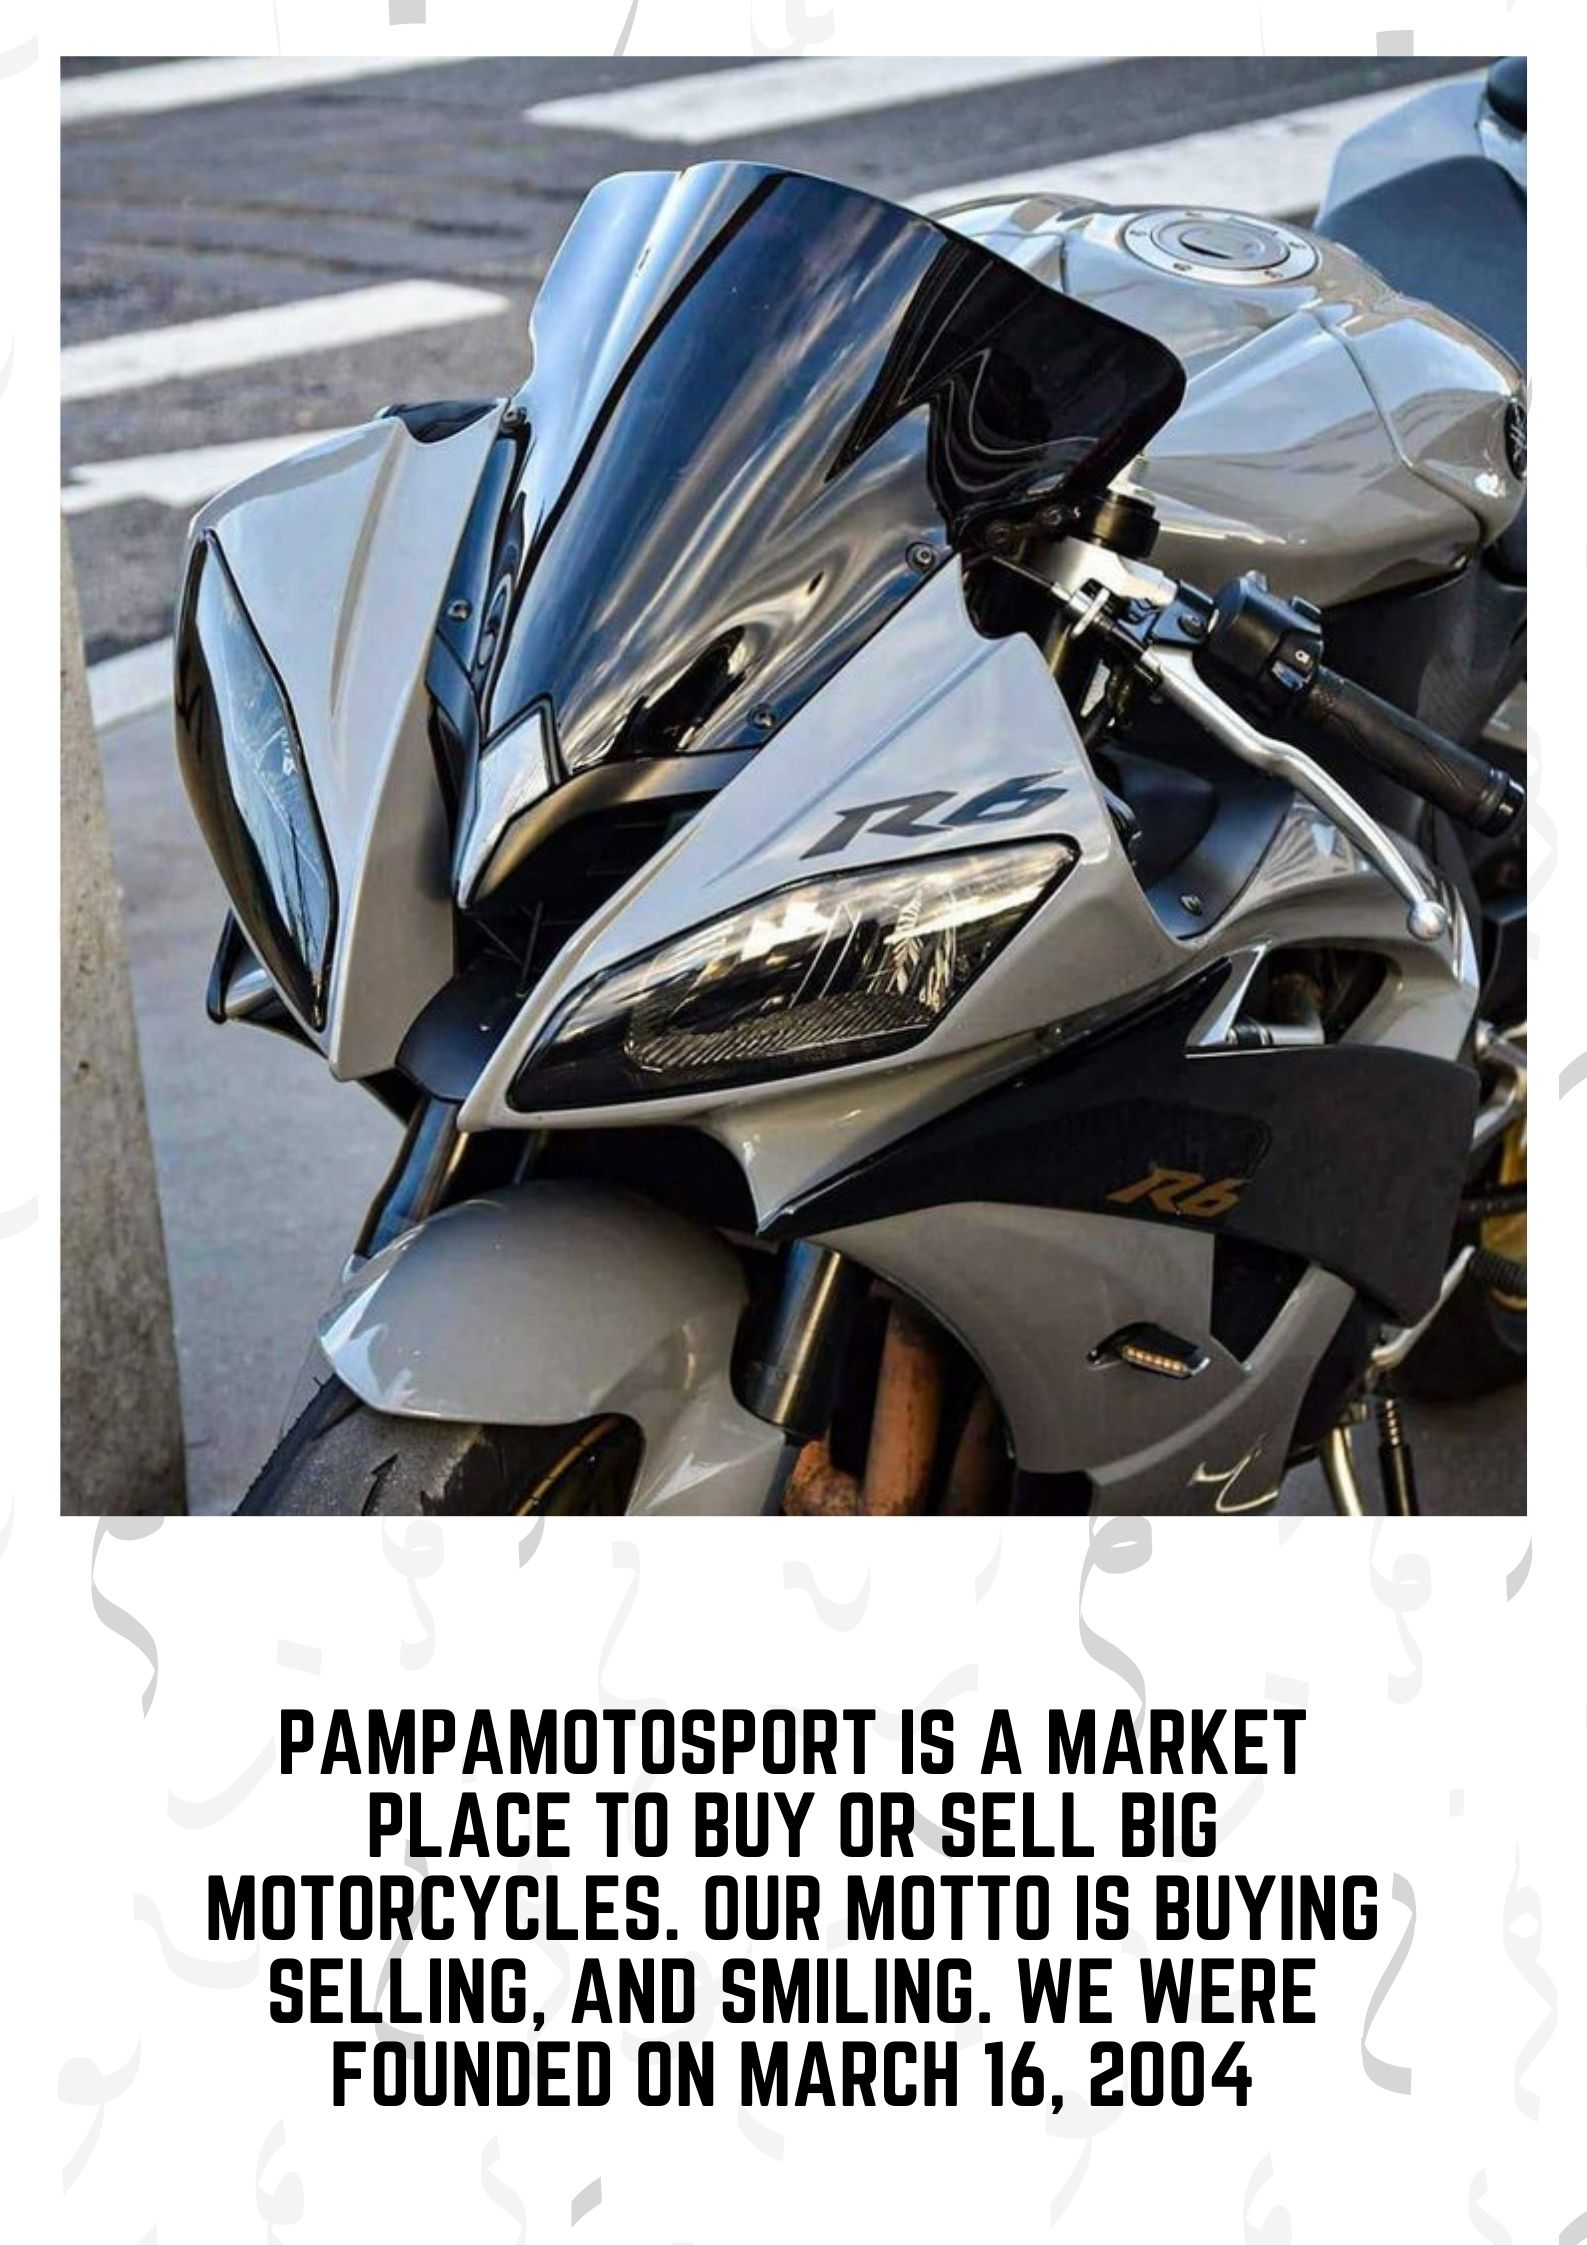 R6
R6
PAMPAMOTOSPORT IS A MARKET
PLACE TO BUY OR SELL BIG
MOTORCYCLES. OUR MOTTO IS BUYING
SELLING, AND SMILING. WE WERE
FOUNDED ON MARCH 16, 2004